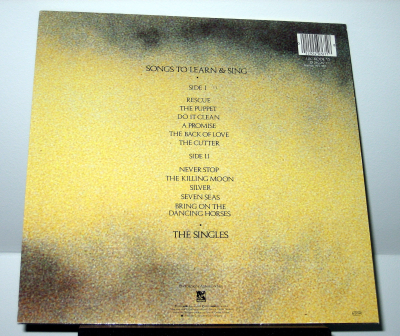 SONGS TO LEARN & SING
SIDE I
RESCUE
THE PUPPET
DO IT CLEAN
A PROMISE
THE BACK OF LOVE
THE CUTTER
SIDE II
NEVER STOP
THE KILLING MOON
SILVER
SEVEN SEAS
BRING ON THE
DANCING HORSES
THE SINGLES